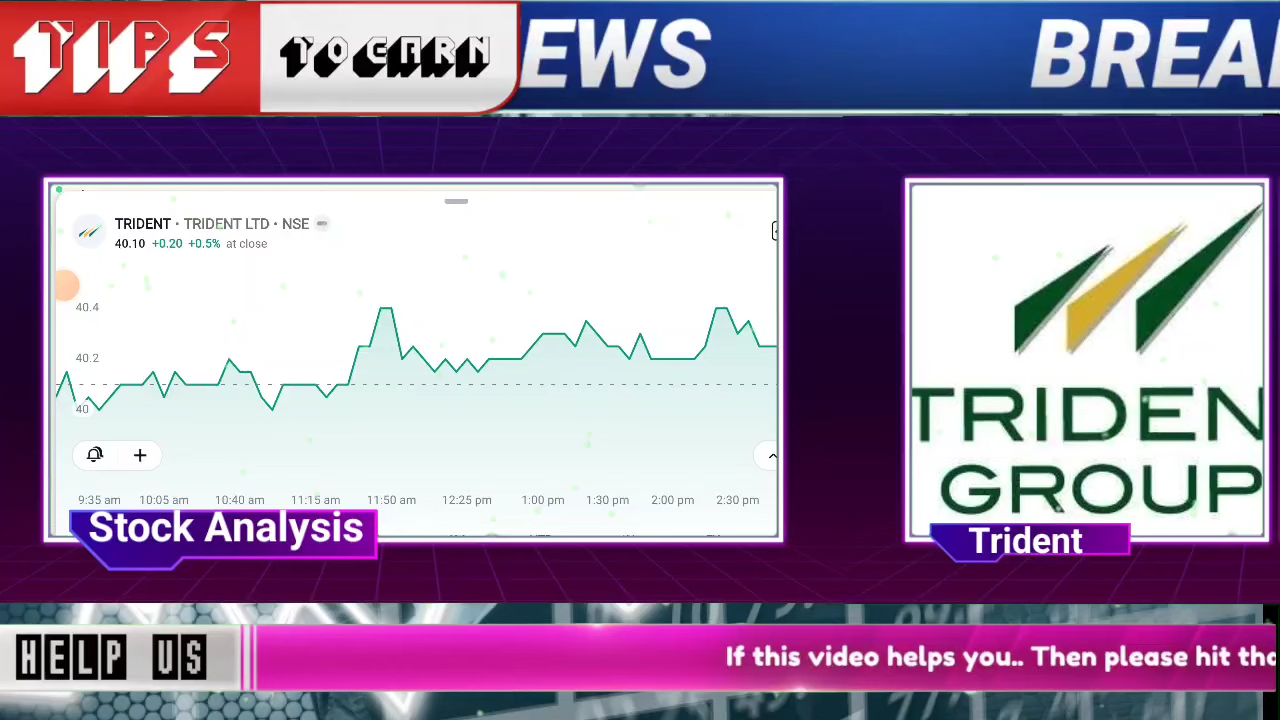 TIPS
TO EARN
EWS
BREA
TRIDENT · TRIDENT LTD · NSE
40.10 +0.20 +0.5% at close
40.4
40.2
40
9:35 am 10:05 am 10:40 am 11:15 am 11:50 am 12:25 pm 1:00 pm 1:30 pm 2:00 pm 2:30 pm
Stock Analysis
TRIDEN
GROUP
Trident
HELP US
If this video helps you.. Then please hit tha